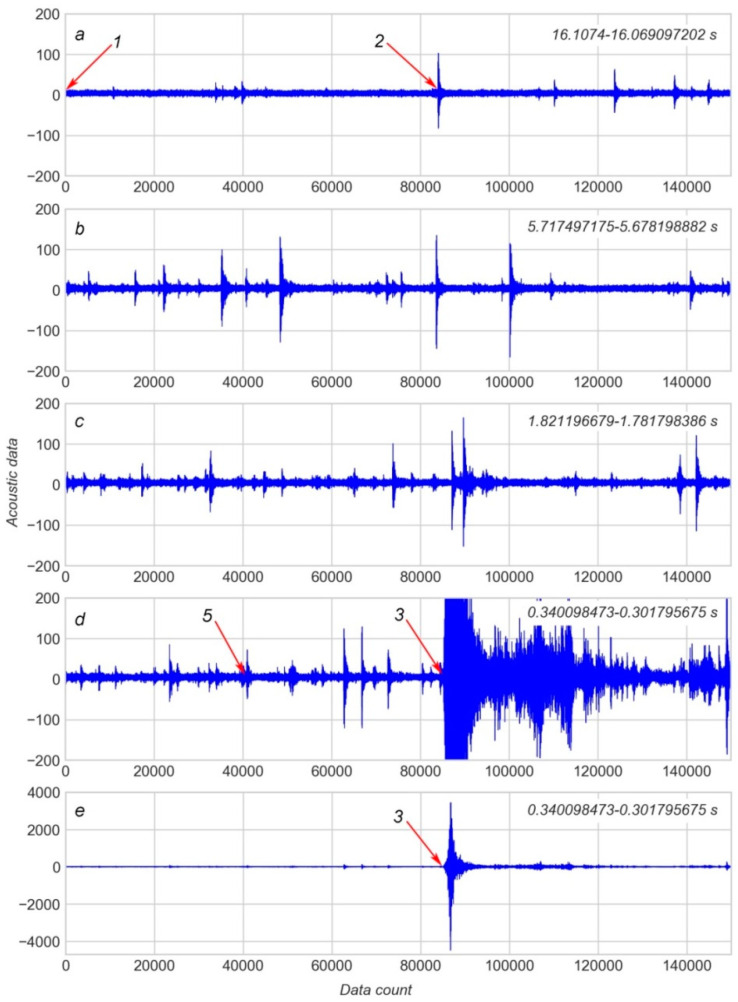 200
a
1
2
16.1074-16.069097202 s
100
0
−100
−200
0 20000 40000 60000 80000 100000 120000 140000
200
b
5.717497175-5.678198882 s
100
0
−100
−200
0 20000 40000 60000 80000 100000 120000 140000
200
c
1.821196679-1.781798386 s
100
0
−100
−200
0 20000 40000 60000 80000 100000 120000 140000
Acoustic data
200
d
5
3
0.340098473-0.301795675 s
100
0
−100
−200
0 20000 40000 60000 80000 100000 120000 140000
4000
e
3
0.340098473-0.301795675 s
2000
0
−2000
−4000
0 20000 40000 60000 80000 100000 120000 140000
Data count